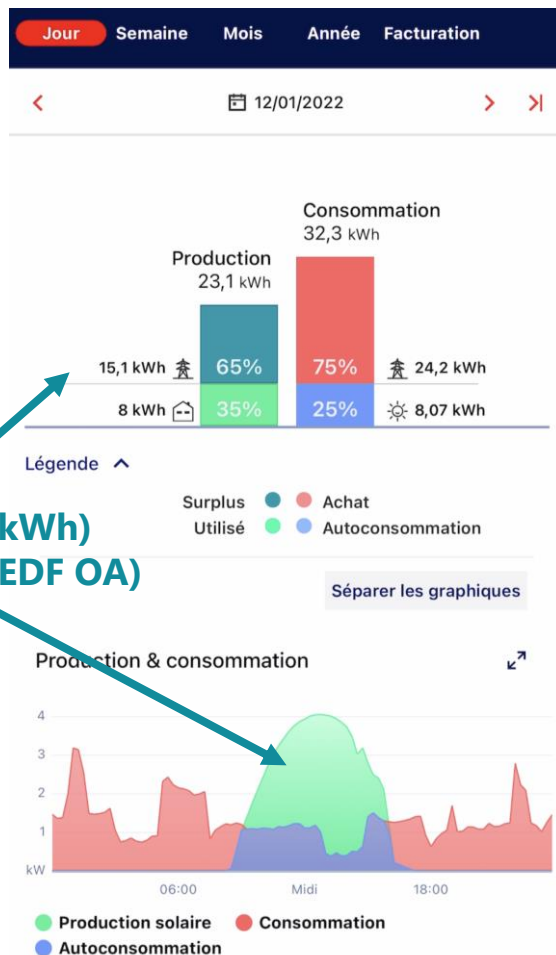 Jour Semaine Mois Année Facturation
12/01/2022
Consommation
32,3 kWh
Production
23,1 kWh
15,1 kWh 65% 75% 24,2 kWh
8 kWh 35% 25% 8,07 kWh
Légende
kWh)
EDF OA)
Surplus Achat
Utilisé Autoconsommation
Séparer les graphiques
Production & consommation
4
3
2
1
kW
06:00 Midi 18:00
Production solaire Consommation
Autoconsommation